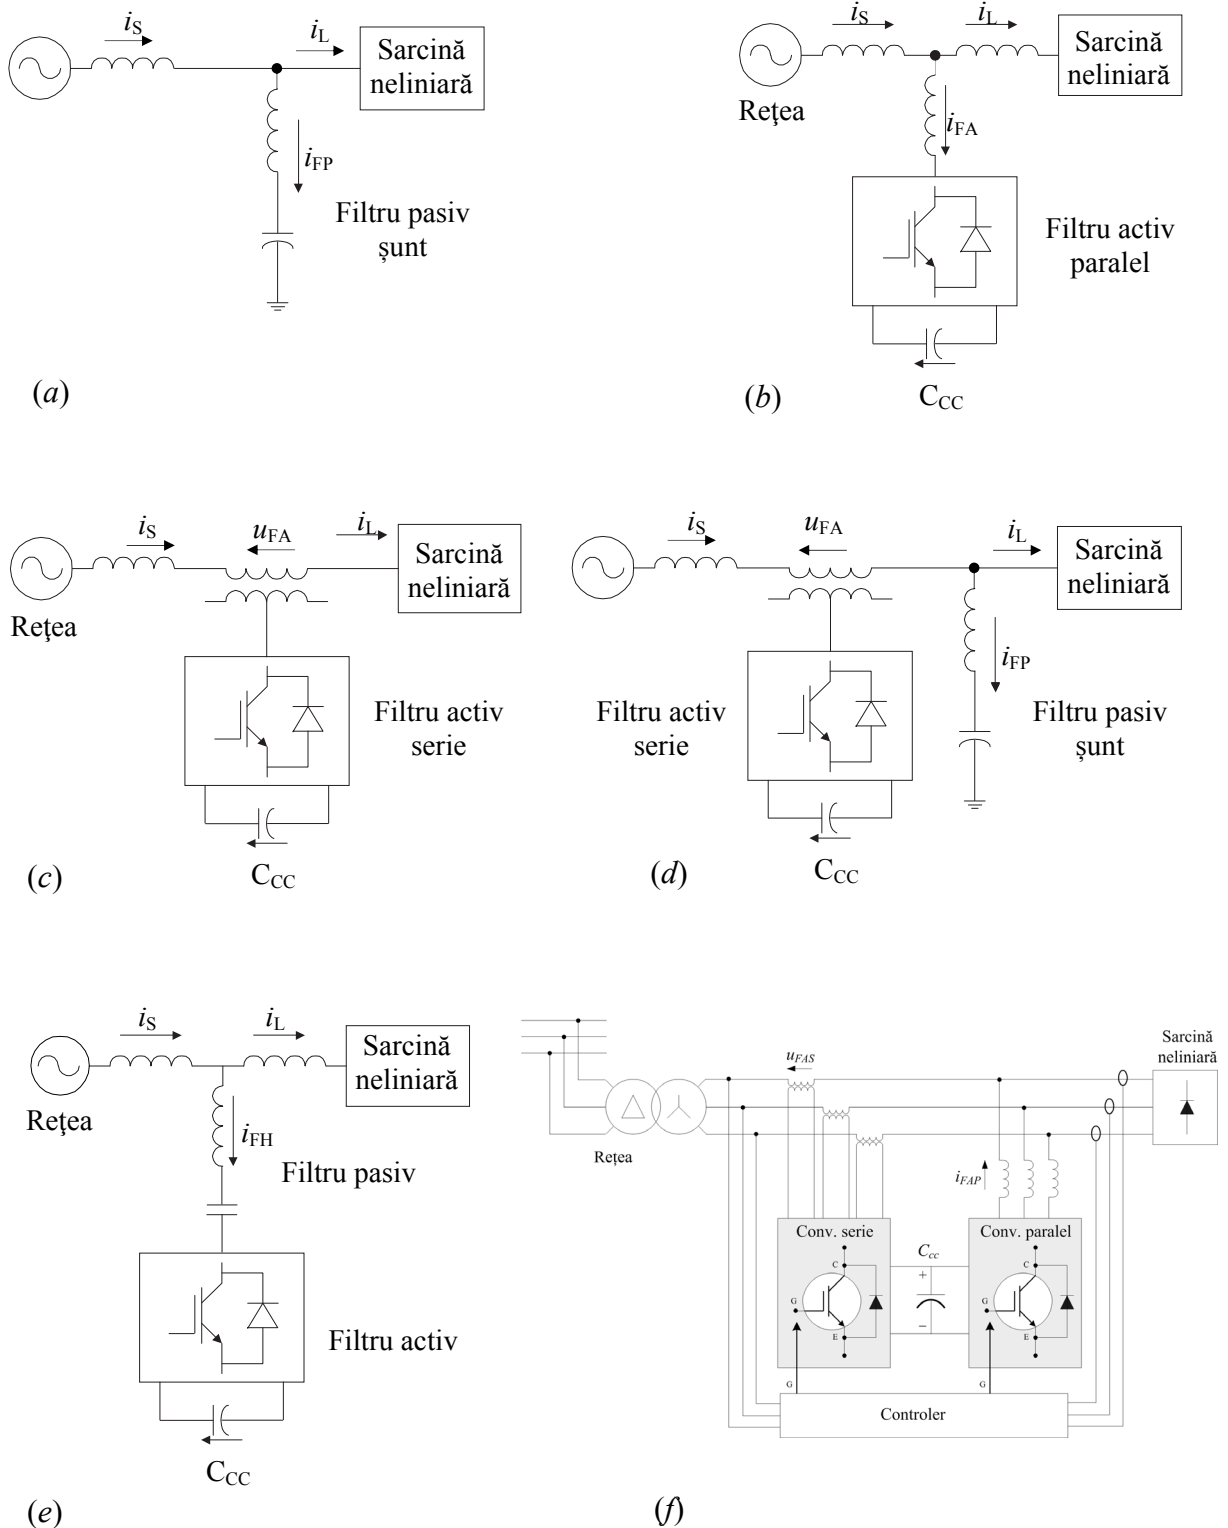 iS
iL
Sarcină
neliniară
iFP
Filtru pasiv
șunt
(a)
iS
iL
Sarcină
neliniară
Reţea
iFA
Filtru activ
paralel
CCC
(b)
iS
uFA
iL
Sarcină
neliniară
Reţea
Filtru activ
serie
CCC
(c)
iS
uFA
iL
Sarcină
neliniară
iFP
Filtru activ
serie
Filtru pasiv
șunt
CCC
(d)
iS
iL
Sarcină
neliniară
Reţea
iFH
Filtru pasiv
Filtru activ
CCC
(e)
Sarcină
neliniară
uFAS
Rețea
iFAP
Conv. serie
Conv. paralel
Ccc
C
G
E
+
−
C
G
E
G
G
Controler
(f)